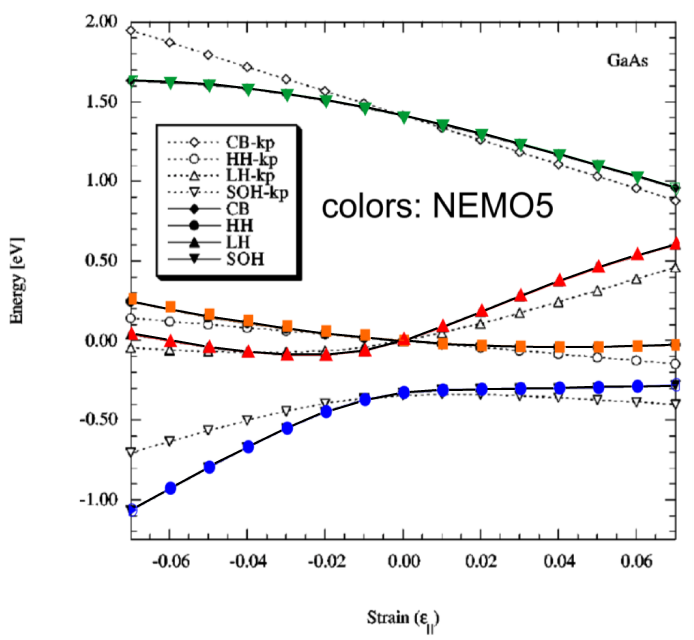 2.00
GaAs
1.50
CB-kp
HH-kp
LH-kp
SOH-kp
CB
HH
LH
SOH
colors: NEMO5
1.00
0.50
0.00
-0.50
-1.00
Energy [eV]
-0.06 -0.04 -0.02 0.00 0.02 0.04 0.06
Strain (ε||)